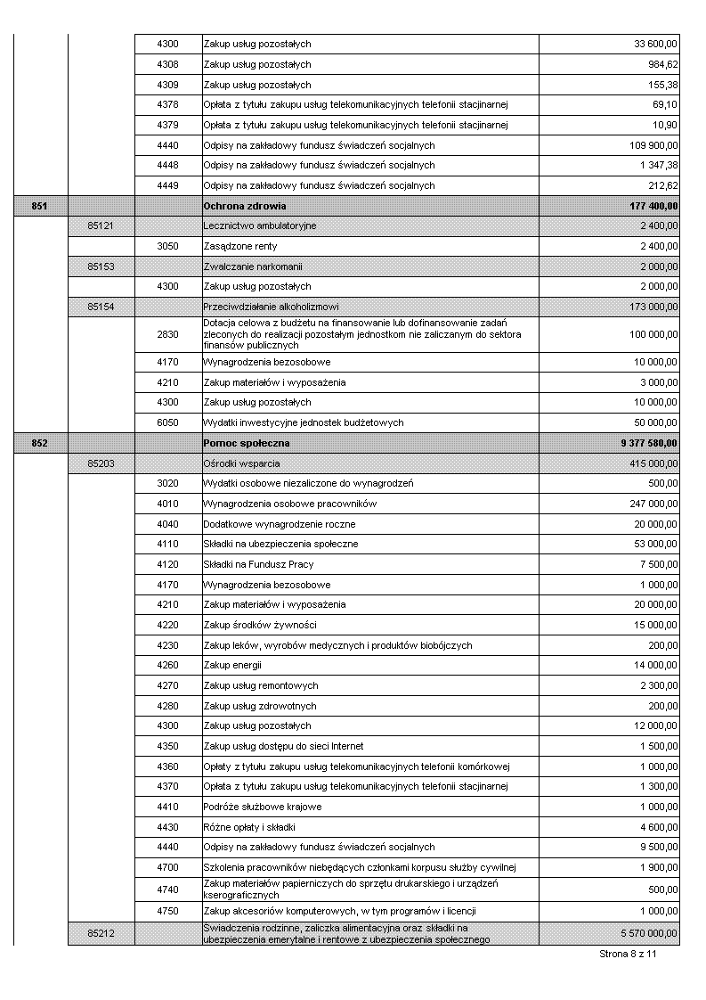 4300 Zakup usług pozostałych 33 600,00
4308 Zakup usług pozostałych 984,62
4309 Zakup usług pozostałych 155,38
4378 Opłata z tytułu zakupu usług telekomunikacyjnych telefonii stacjinarnej 69,10
4379 Opłata z tytułu zakupu usług telekomunikacyjnych telefonii stacjinarnej 10,90
4440 Odpisy na zakładowy fundusz świadczeń socjalnych 109 900,00
4448 Odpisy na zakładowy fundusz świadczeń socjalnych 1 347,38
4449 Odpisy na zakładowy fundusz świadczeń socjalnych 212,62
851 Ochrona zdrowia 177 400,00
85121 Lecznictwo ambulatoryjne 2 400,00
3050 Zasądzone renty 2 400,00
85153 Zwalczanie narkomanii 2 000,00
4300 Zakup usług pozostałych 2 000,00
85154 Przeciwdziałanie alkoholizmowi 173 000,00
Dotacja celowa z budżetu na finansowanie lub dofinansowanie zadań
2830 zleconych do realizacji pozostałym jednostkom nie zaliczanym do sektora 100 000,00
finansów publicznych
4170 Wynagrodzenia bezosobowe 10 000,00
4210 Zakup materiałów i wyposażenia 3 000,00
4300 Zakup usług pozostałych 10 000,00
6050 Wydatki inwestycyjne jednostek budżetowych 50 000,00
852 Pomoc społeczna 9 377 580,00
85203 Ośrodki wsparcia 415 000,00
3020 Wydatki osobowe niezaliczone do wynagrodzeń 500,00
4010 Wynagrodzenia osobowe pracowników 247 000,00
4040 Dodatkowe wynagrodzenie roczne 20 000,00
4110 Składki na ubezpieczenia społeczne 53 000,00
4120 Składki na Fundusz Pracy 7 500,00
4170 Wynagrodzenia bezosobowe 1 000,00
4210 Zakup materiałów i wyposażenia 20 000,00
4220 Zakup środków żywności 15 000,00
4230 Zakup leków, wyrobów medycznych i produktów biobójczych 200,00
4260 Zakup energii 14 000,00
4270 Zakup usług remontowych 2 300,00
4280 Zakup usług zdrowotnych 200,00
4300 Zakup usług pozostałych 12 000,00
4350 Zakup usług dostępu do sieci Internet 1 500,00
4360 Opłaty z tytułu zakupu usług telekomunikacyjnych telefonii komórkowej 1 000,00
4370 Opłata z tytułu zakupu usług telekomunikacyjnych telefonii stacjinarnej 1 300,00
4410 Podróże służbowe krajowe 1 000,00
4430 Różne opłaty i składki 4 600,00
4440 Odpisy na zakładowy fundusz świadczeń socjalnych 9 500,00
4700 Szkolenia pracowników niebędących członkami korpusu służby cywilnej 1 900,00
Zakup materiałów papierniczych do sprzętu drukarskiego i urządzeń
4740 kserograficznych 500,00
4750 Zakup akcesoriów komputerowych, w tym programów i licencji 1 000,00
Świadczenia rodzinne, zaliczka alimentacyjna oraz składki na
85212 ubezpieczenia emerytalne i rentowe z ubezpieczenia społecznego 5 570 000,00
Strona 8 z 11